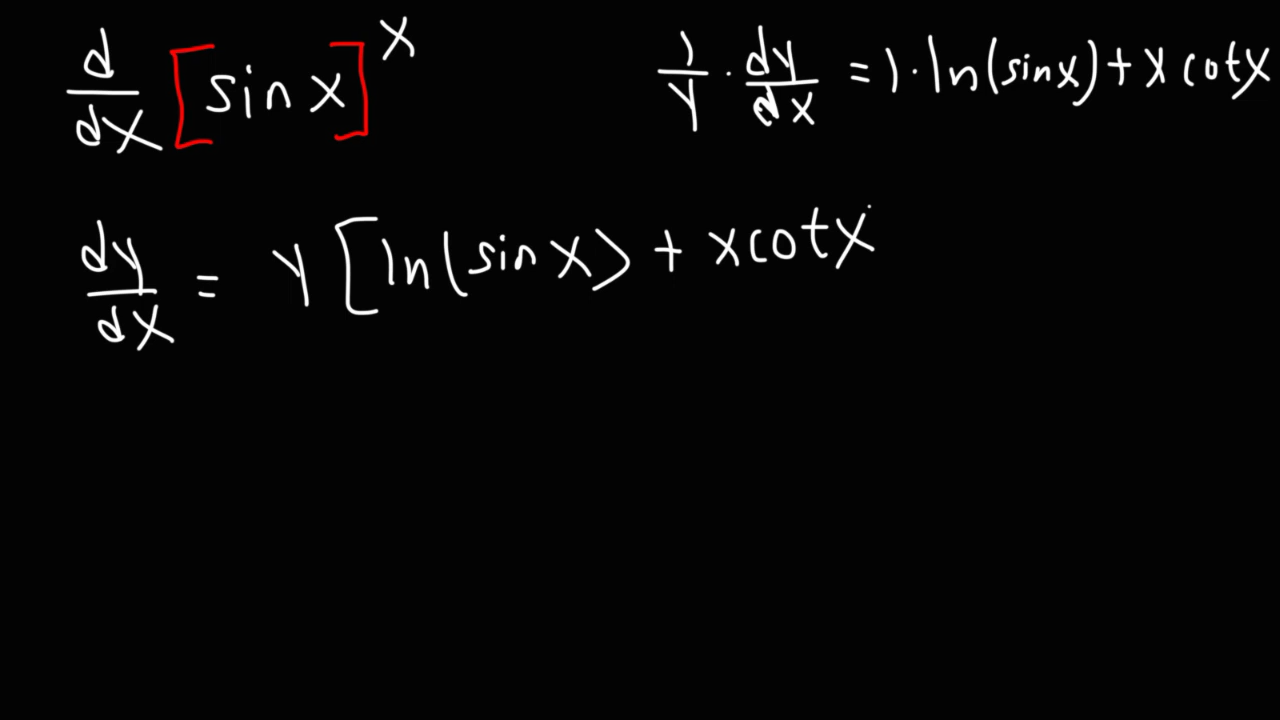 d/dx [sin x]^x
1/y · dy/dx = 1 · ln(sin x) + x cot x
dy/dx = y [ln(sin x) + x cot x